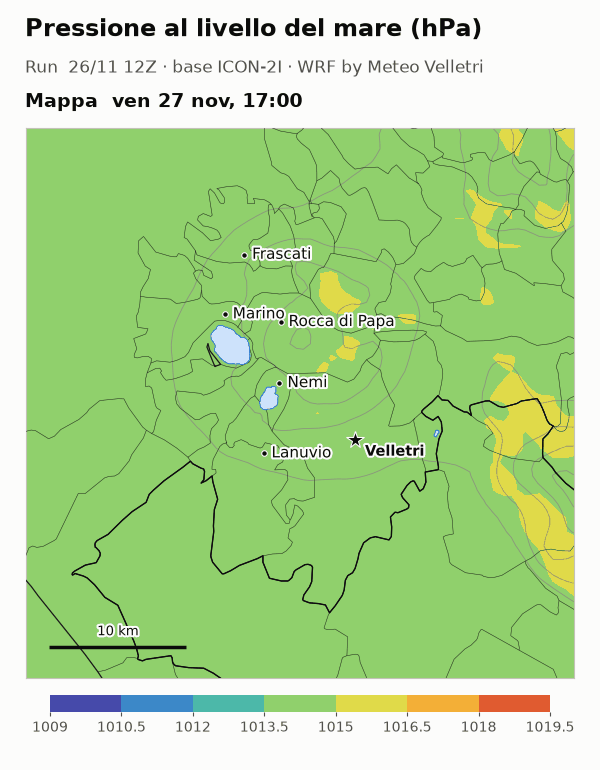 Pressione al livello del mare (hPa)
Run  26/11 12Z · base ICON-2I · WRF by Meteo Velletri
Mappa  ven 27 nov, 17:00
Frascati
Marino
Rocca di Papa
Nemi
Velletri
Lanuvio
10 km
1009 1010.5 1012 1013.5 1015 1016.5 1018 1019.5